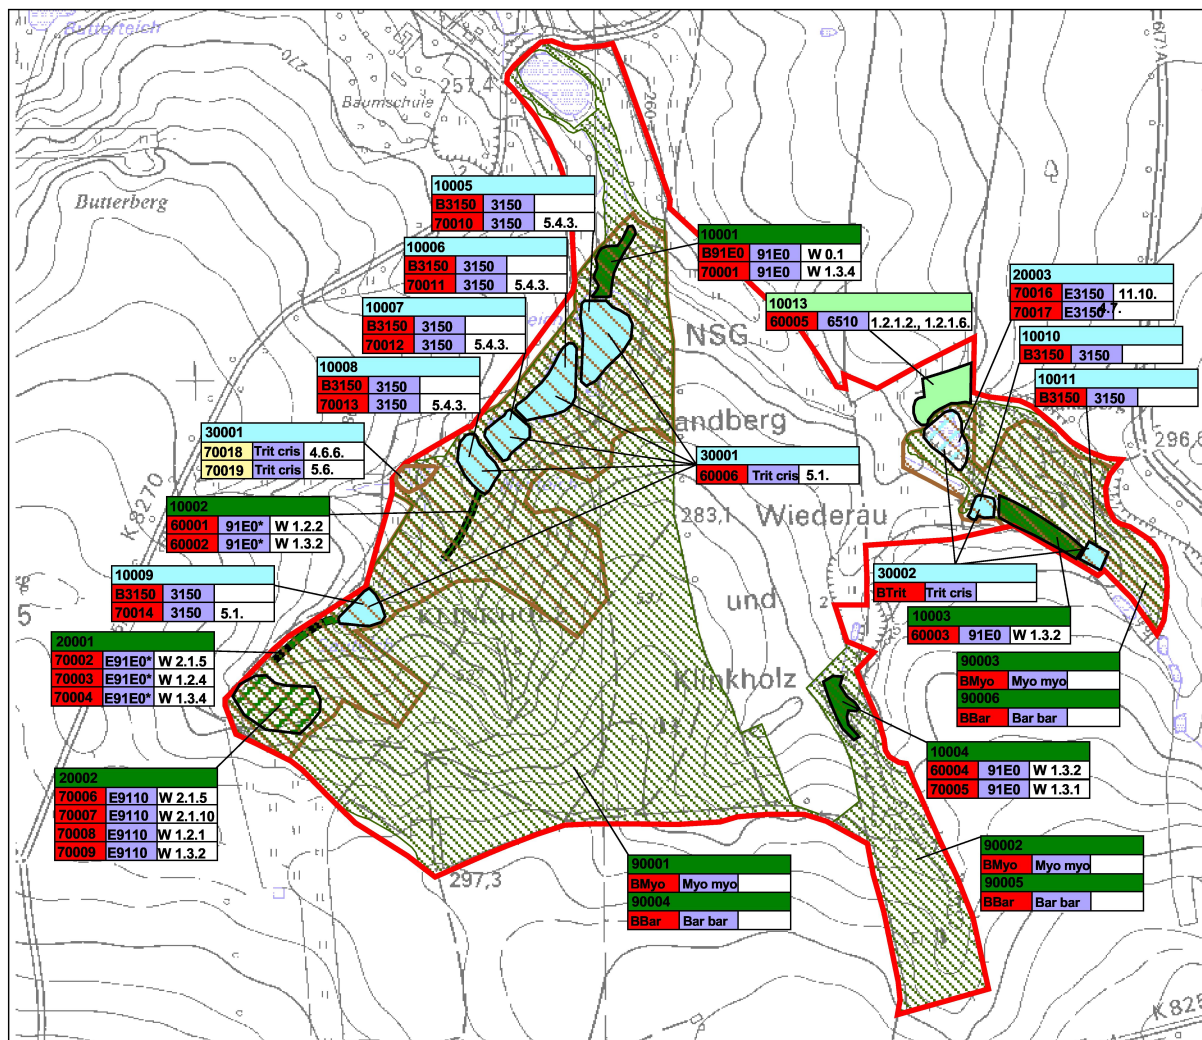 Butterteich
270
257,4
Baumschule
260
617/A
Butterberg
10005
B3150 3150
70010 3150 5.4.3.
10006
B3150 3150
70011 3150 5.4.3.
10007
B3150 3150
70012 3150 5.4.3.
10008
B3150 3150
70013 3150 5.4.3.
10001
B91E0 91E0 W 0.1
70001 91E0 W 1.3.4
10013
60005 6510 1.2.1.2., 1.2.1.6.
20003
70016 E3150 11.10.
70017 E3150 4.7.
10010
B3150 3150
10011
B3150 3150
NSG
andberg
Wiederau
und
Klinkholz
296,8
283,1
30001
70018 Trit cris 4.6.6.
70019 Trit cris 5.6.
30001
60006 Trit cris 5.1.
K 8270
10002
60001 91E0* W 1.2.2
60002 91E0* W 1.3.2
10009
B3150 3150
70014 3150 5.1.
5
20001
70002 E91E0* W 2.1.5
70003 E91E0* W 1.2.4
70004 E91E0* W 1.3.4
30002
BTrit Trit cris
10003
60003 91E0 W 1.3.2
90003
BMyo Myo myo
90006
BBar Bar bar
10004
60004 91E0 W 1.3.2
70005 91E0 W 1.3.1
20002
70006 E9110 W 2.1.5
70007 E9110 W 2.1.10
70008 E9110 W 1.2.1
70009 E9110 W 1.3.2
297,3
90001
BMyo Myo myo
90004
BBar Bar bar
90002
BMyo Myo myo
90005
BBar Bar bar
K 825